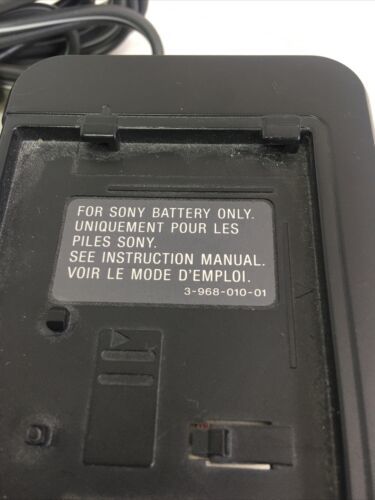 FOR SONY BATTERY ONLY.
UNIQUEMENT POUR LES
PILES SONY.
SEE INSTRUCTION MANUAL.
VOIR LE MODE D'EMPLOI.
3-968-010-01